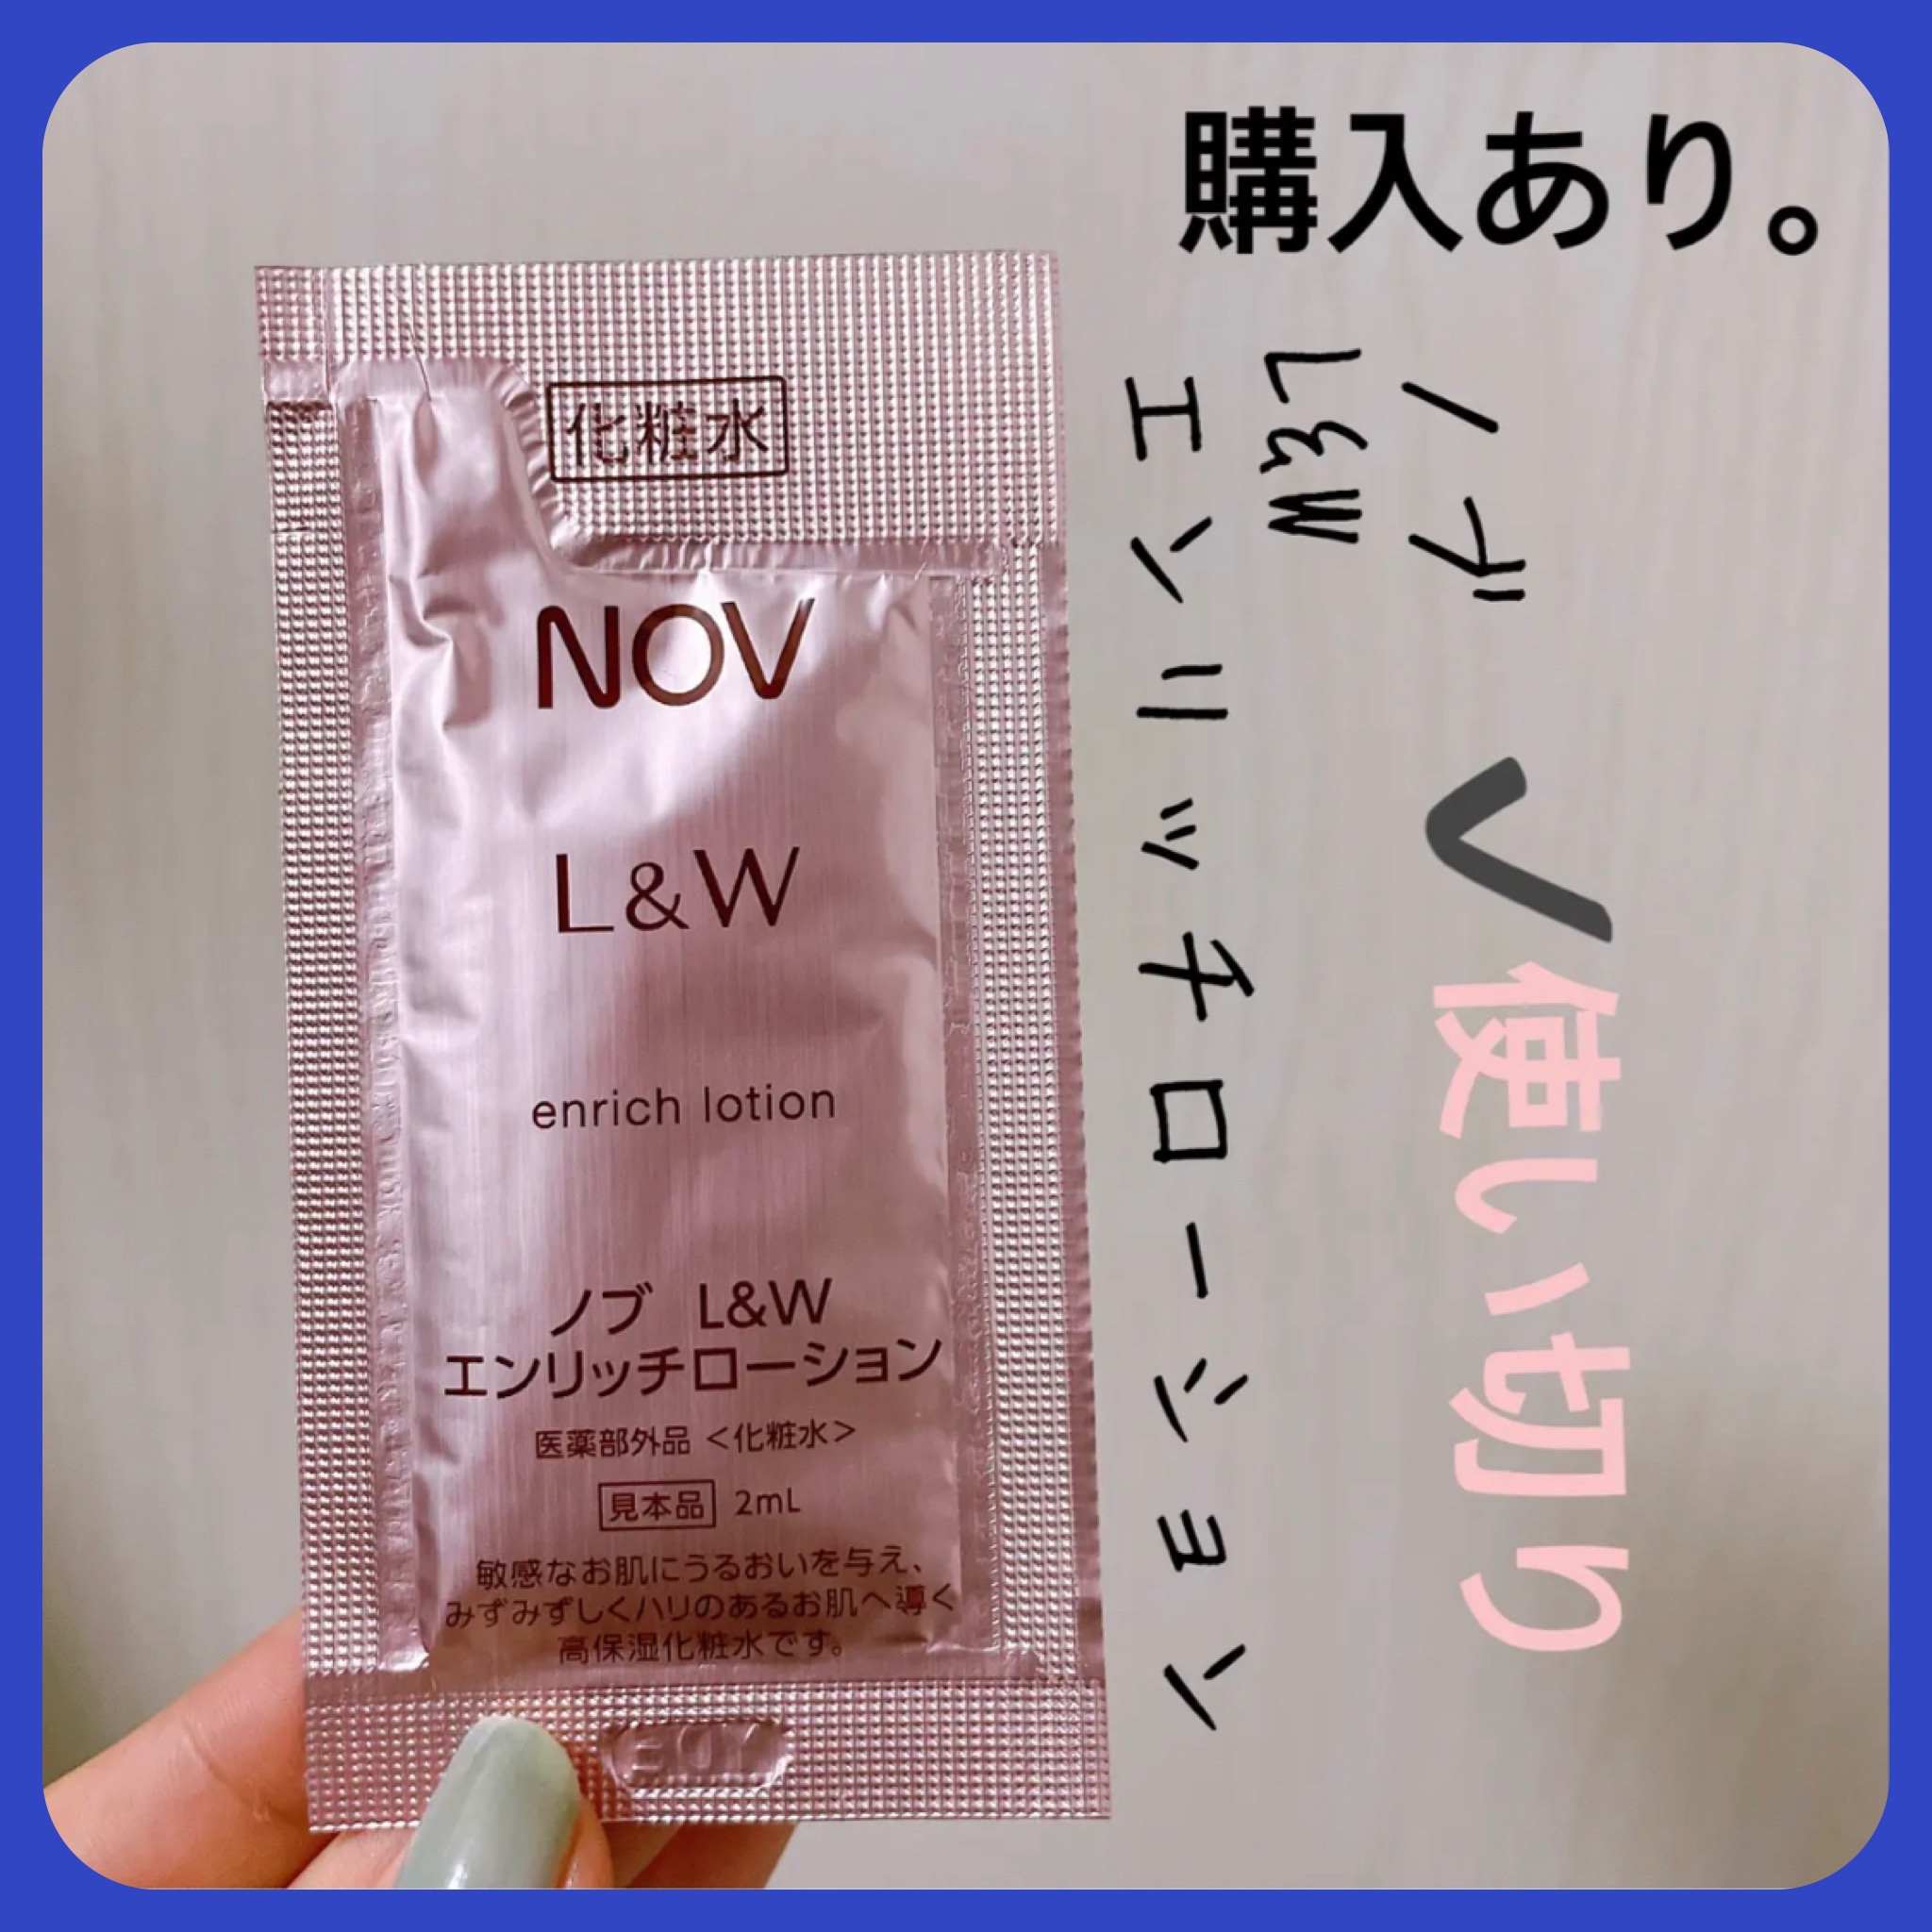 購入あり。
ノブ
L&W
エンリッチローション
✓使い切り
化粧水
NOV
L&W
enrich lotion
ノブ L&W
エンリッチローション
医薬部外品 <化粧水>
見本品 2mL
敏感なお肌にうるおいを与え、
みずみずしくハリのあるお肌へ導く
高保湿化粧水です。